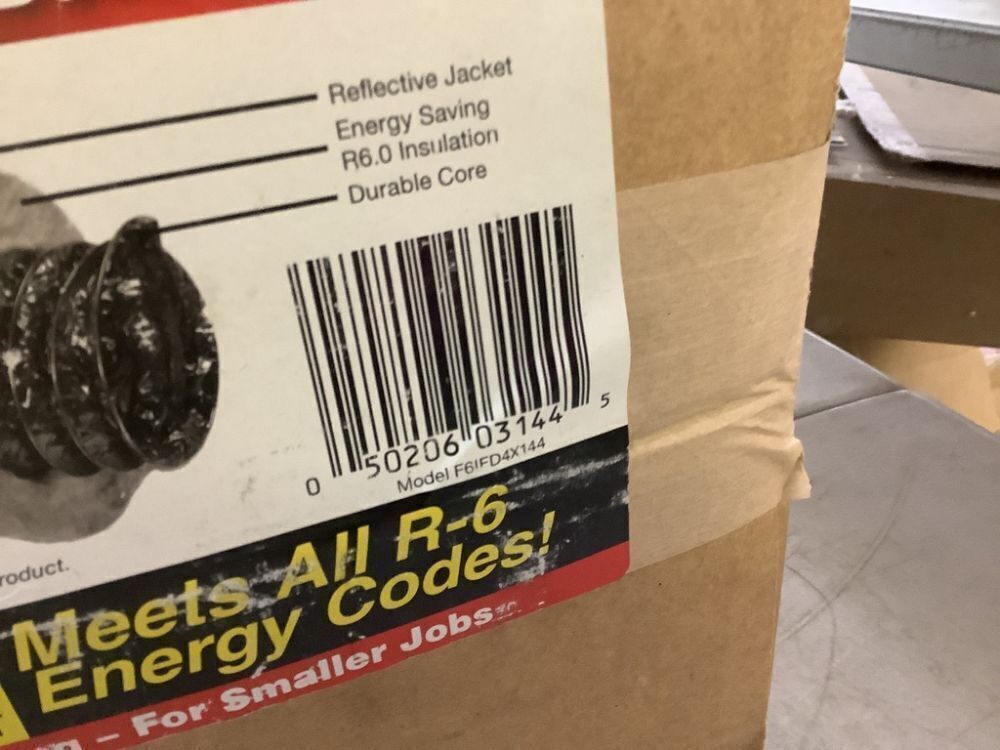 Reflective Jacket
Energy Saving
R6.0 Insulation
Durable Core
0 50206 03144 5
Model F6IFD4X144
roduct.
Meets All R-6
Energy Codes!
– For Smaller Jobs